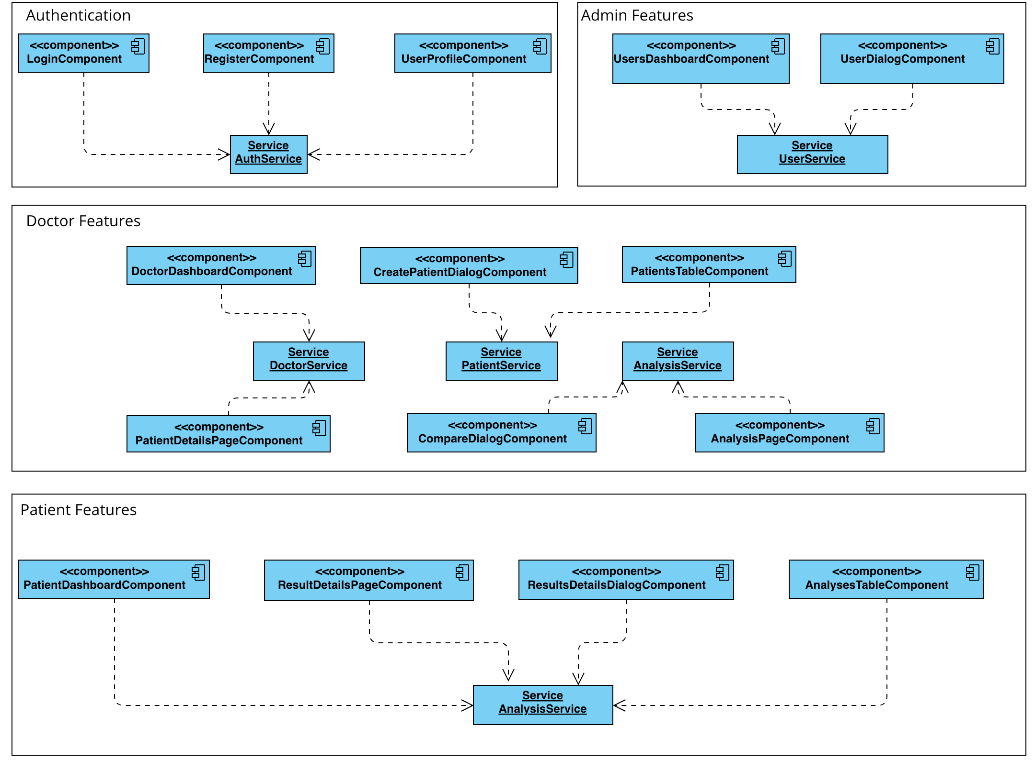 Authentication
<<component>>
LoginComponent
<<component>>
RegisterComponent
<<component>>
UserProfileComponent
Service
AuthService
Admin Features
<<component>>
UsersDashboardComponent
<<component>>
UserDialogComponent
Service
UserService
Doctor Features
<<component>>
DoctorDashboardComponent
<<component>>
CreatePatientDialogComponent
<<component>>
PatientsTableComponent
Service
DoctorService
Service
PatientService
Service
AnalysisService
<<component>>
PatientDetailsPageComponent
<<component>>
CompareDialogComponent
<<component>>
AnalysisPageComponent
Patient Features
<<component>>
PatientDashboardComponent
<<component>>
ResultDetailsPageComponent
<<component>>
ResultsDetailsDialogComponent
<<component>>
AnalysesTableComponent
Service
AnalysisService